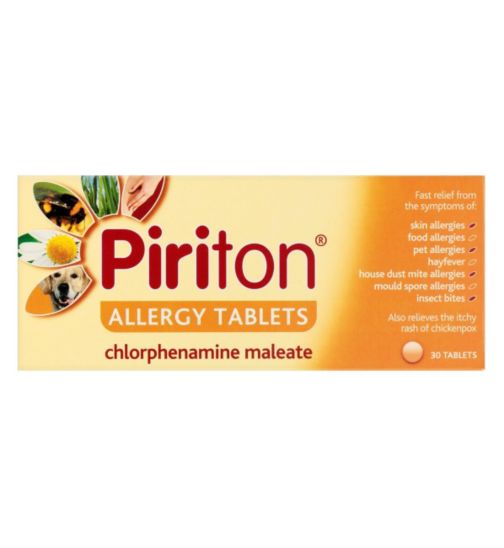 Piriton®
ALLERGY TABLETS
chlorphenamine maleate
Fast relief from
the symptoms of:
skin allergies
food allergies
pet allergies
hayfever
house dust mite allergies
mould spore allergies
insect bites
Also relieves the itchy
rash of chickenpox
30 TABLETS